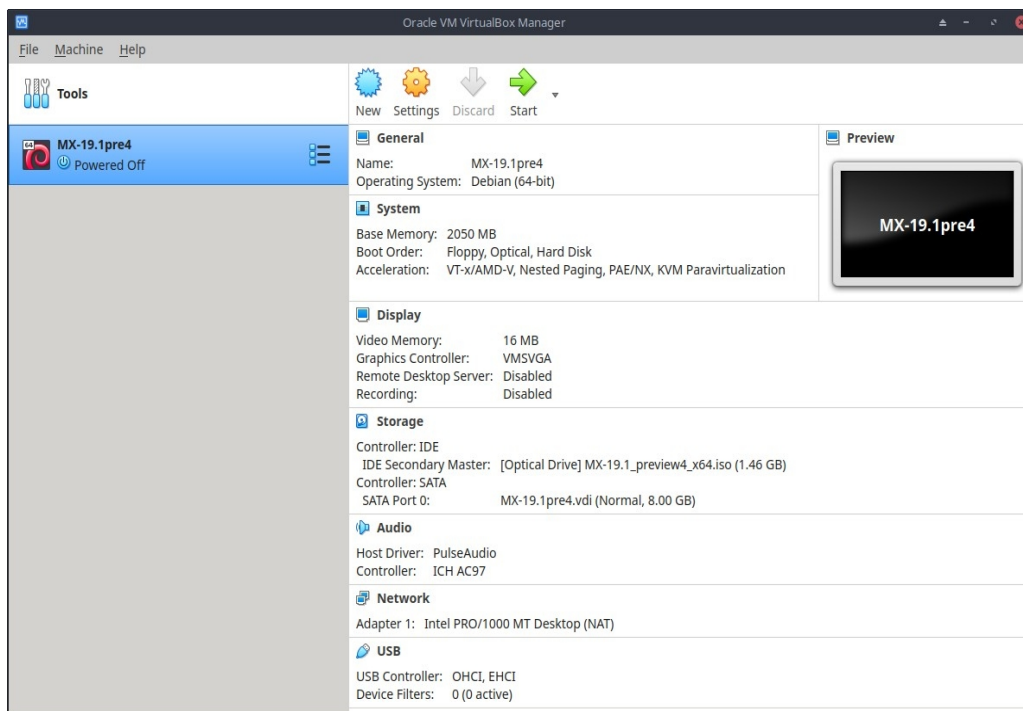 Oracle VM VirtualBox Manager
File Machine Help
Tools
New Settings Discard Start
64
MX-19.1pre4
Powered Off
General
Name: MX-19.1pre4
Operating System: Debian (64-bit)
Preview
MX-19.1pre4
System
Base Memory: 2050 MB
Boot Order: Floppy, Optical, Hard Disk
Acceleration: VT-x/AMD-V, Nested Paging, PAE/NX, KVM Paravirtualization
Display
Video Memory: 16 MB
Graphics Controller: VMSVGA
Remote Desktop Server: Disabled
Recording: Disabled
Storage
Controller: IDE
IDE Secondary Master: [Optical Drive] MX-19.1_preview4_x64.iso (1.46 GB)
Controller: SATA
SATA Port 0: MX-19.1pre4.vdi (Normal, 8.00 GB)
Audio
Host Driver: PulseAudio
Controller: ICH AC97
Network
Adapter 1: Intel PRO/1000 MT Desktop (NAT)
USB
USB Controller: OHCI, EHCI
Device Filters: 0 (0 active)